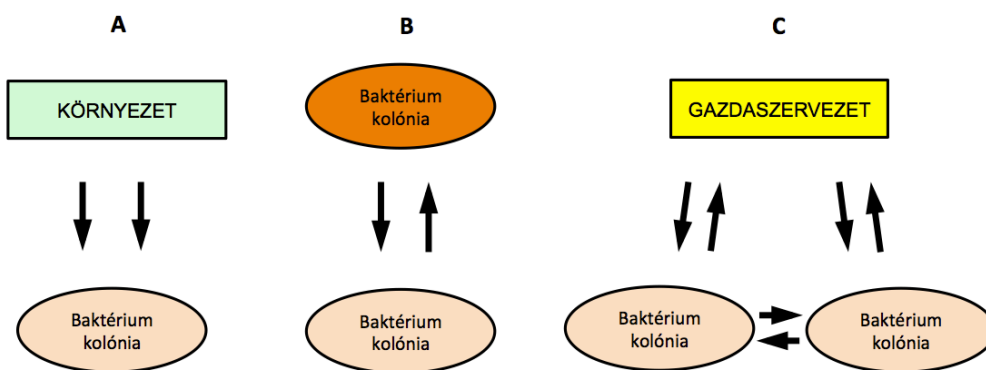 A
B
C
KÖRNYEZET
Baktérium
kolónia
GAZDASZERVEZET
Baktérium
kolónia
Baktérium
kolónia
Baktérium
kolónia
Baktérium
kolónia